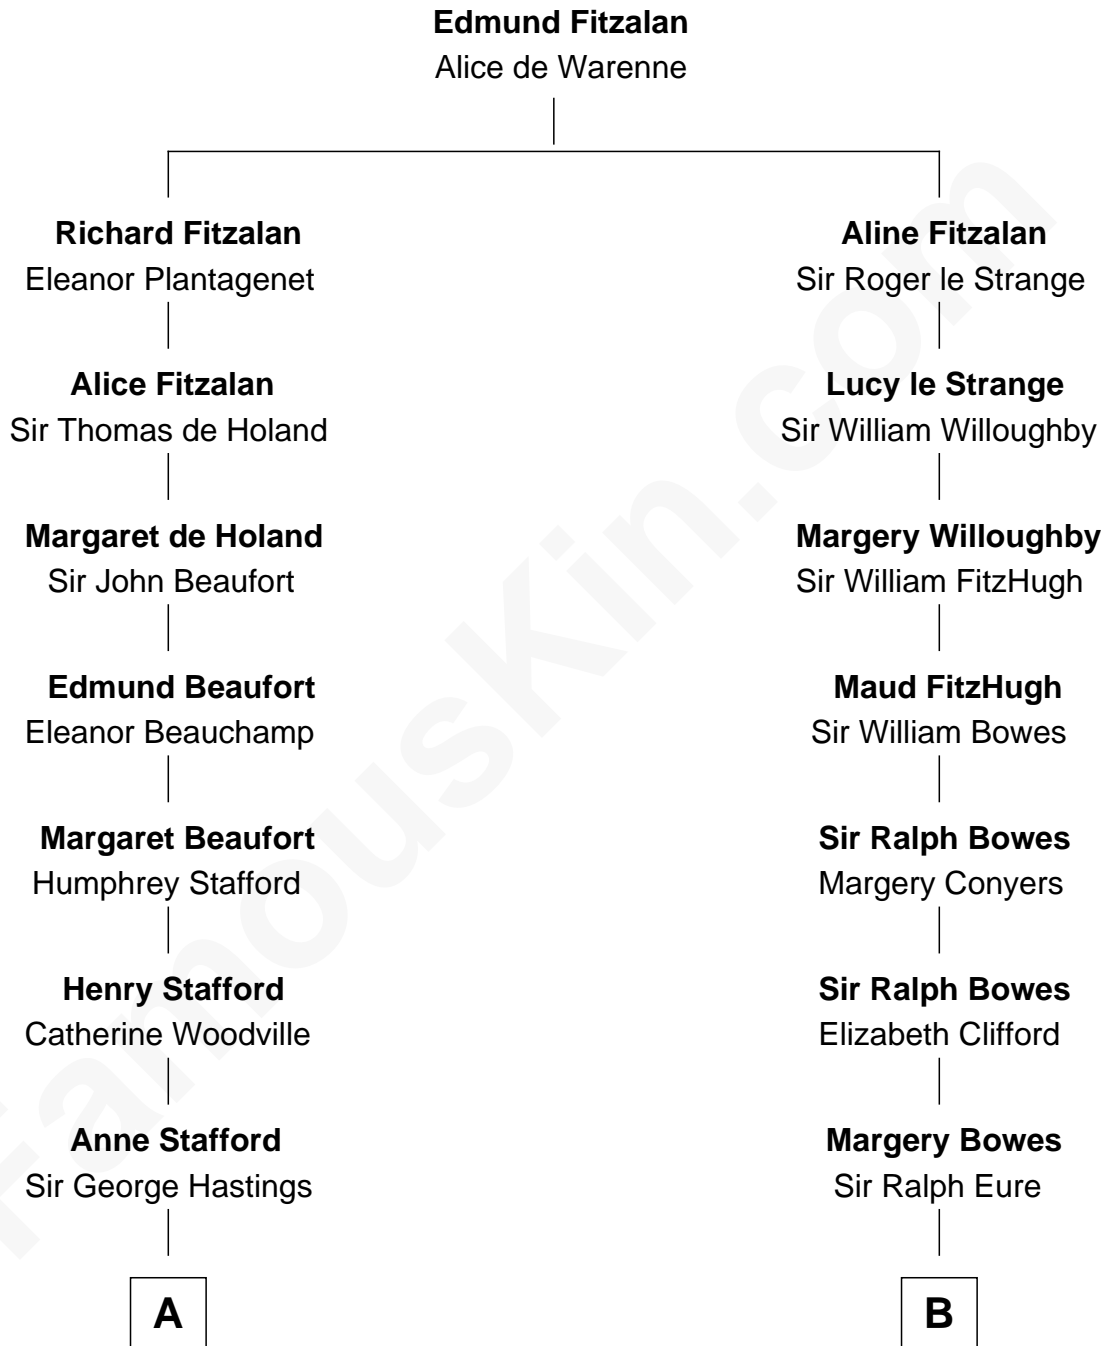 Edmund Fitzalan
Alice de Warenne
Richard Fitzalan
Eleanor Plantagenet
Aline Fitzalan
Sir Roger le Strange
Alice Fitzalan
Sir Thomas de Holand
Lucy le Strange
Sir William Willoughby
Margaret de Holand
Sir John Beaufort
Margery Willoughby
Sir William FitzHugh
Edmund Beaufort
Eleanor Beauchamp
Maud FitzHugh
Sir William Bowes
Margaret Beaufort
Humphrey Stafford
Sir Ralph Bowes
Margery Conyers
Henry Stafford
Catherine Woodville
Sir Ralph Bowes
Elizabeth Clifford
Anne Stafford
Sir George Hastings
Margery Bowes
Sir Ralph Eure
A
B
FamousKin.com